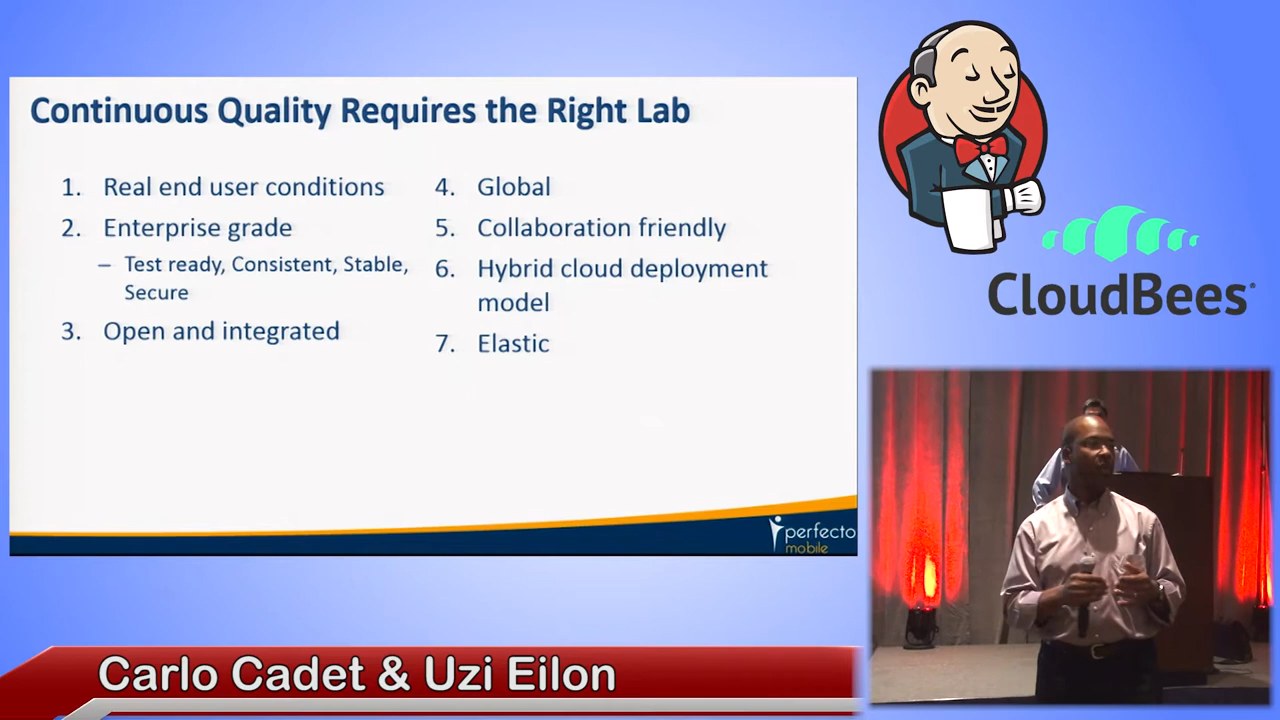 Continuous Quality Requires the Right Lab
1. Real end user conditions
2. Enterprise grade
– Test ready, Consistent, Stable,
Secure
3. Open and integrated
4. Global
5. Collaboration friendly
6. Hybrid cloud deployment
model
7. Elastic
perfecto
mobile
CloudBees
Carlo Cadet & Uzi Eilon